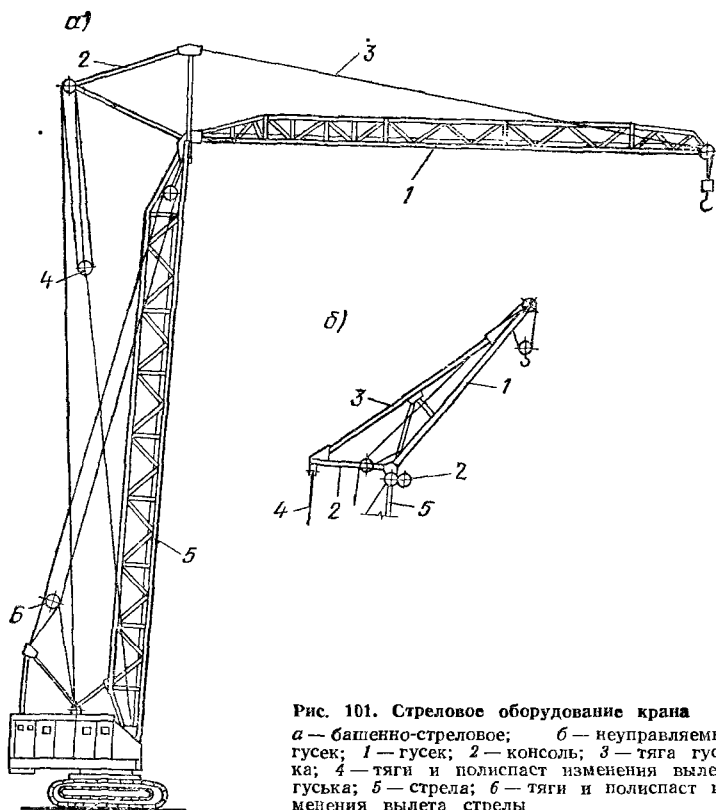 а)
2
3
1
4
б)
1
3
2
4
2
5
5
6
Рис. 101. Стреловое оборудование крана
а — башенно-стреловое; б — неуправляемы
гусек; 1 — гусек; 2 — консоль; 3 — тяга гус
ка; 4 — тяги и полиспаст изменения выле
гуська; 5 — стрела; 6 — тяги и полиспаст и
менения вылета стрелы